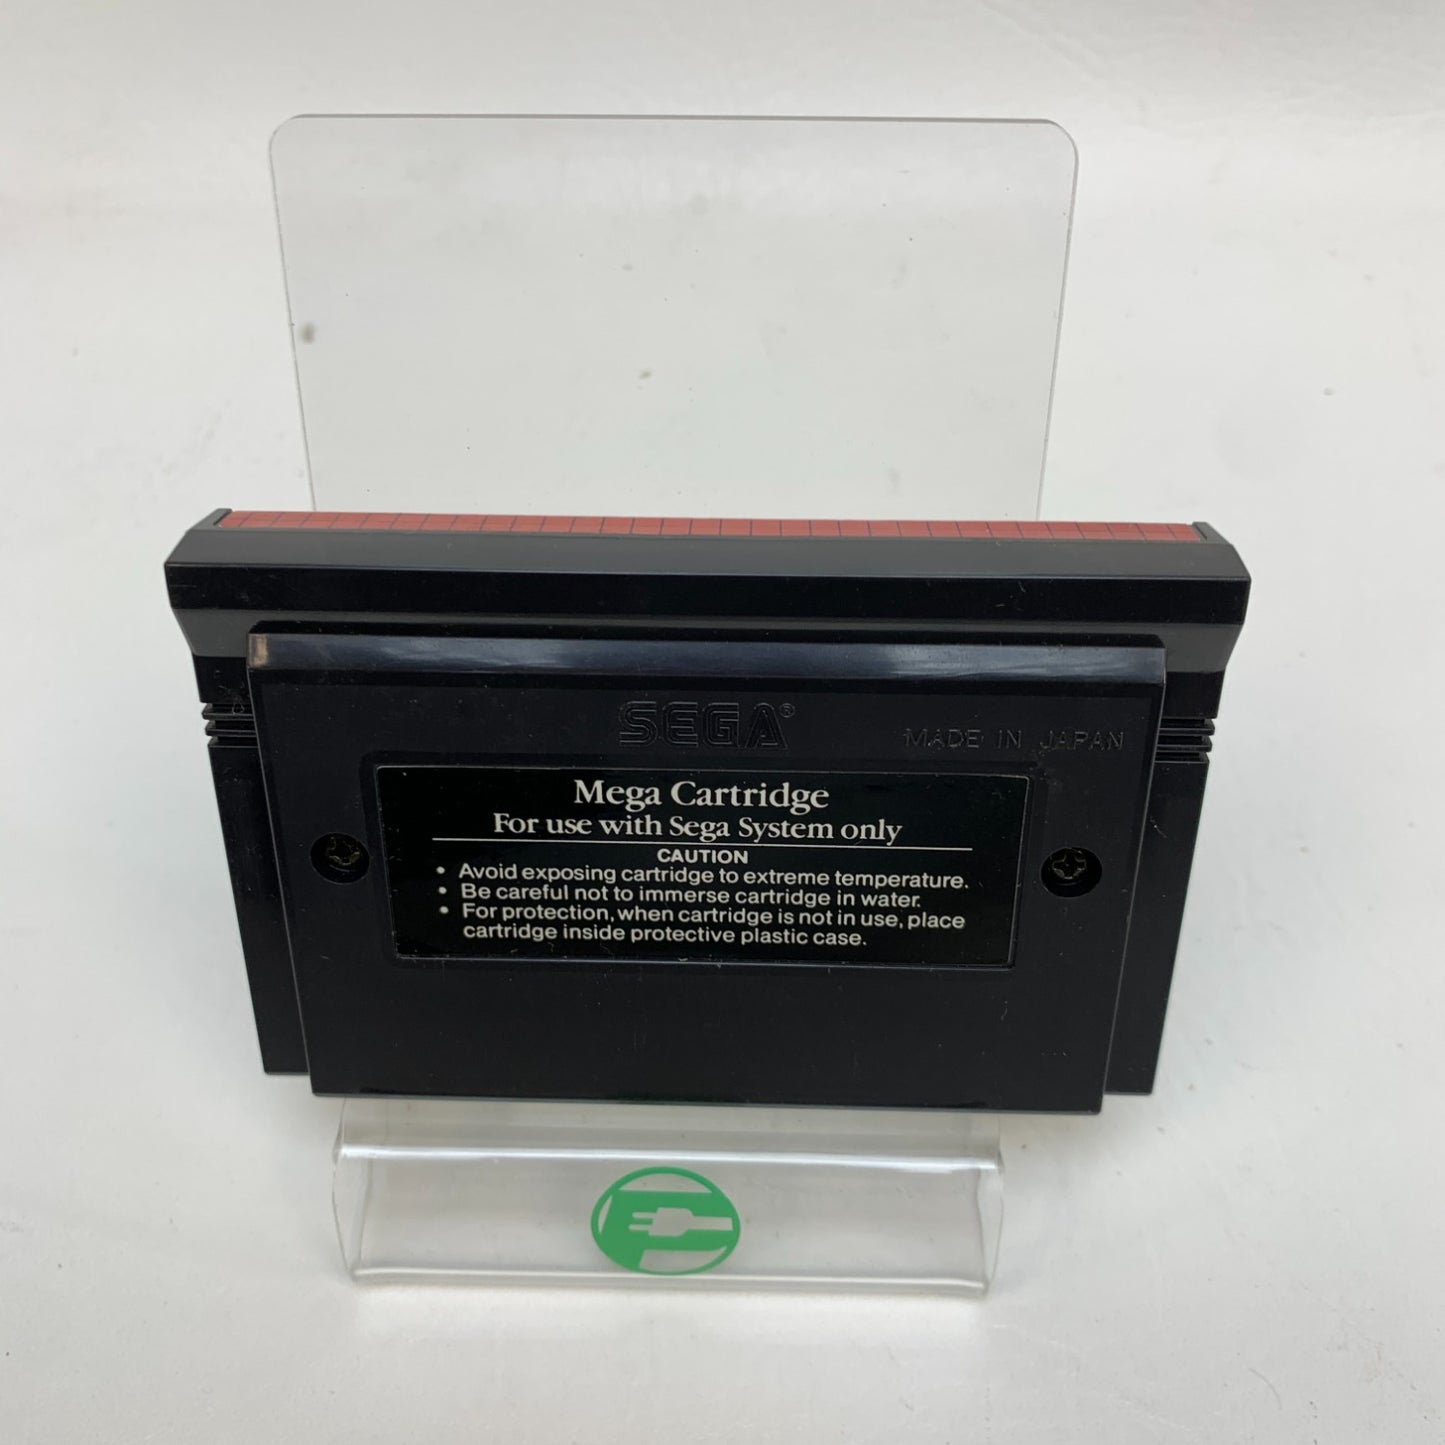 SEGA®
MADE IN JAPAN
Mega Cartridge
For use with Sega System only
CAUTION
• Avoid exposing cartridge to extreme temperature.
• Be careful not to immerse cartridge in water.
• For protection, when cartridge is not in use, place
cartridge inside protective plastic case.